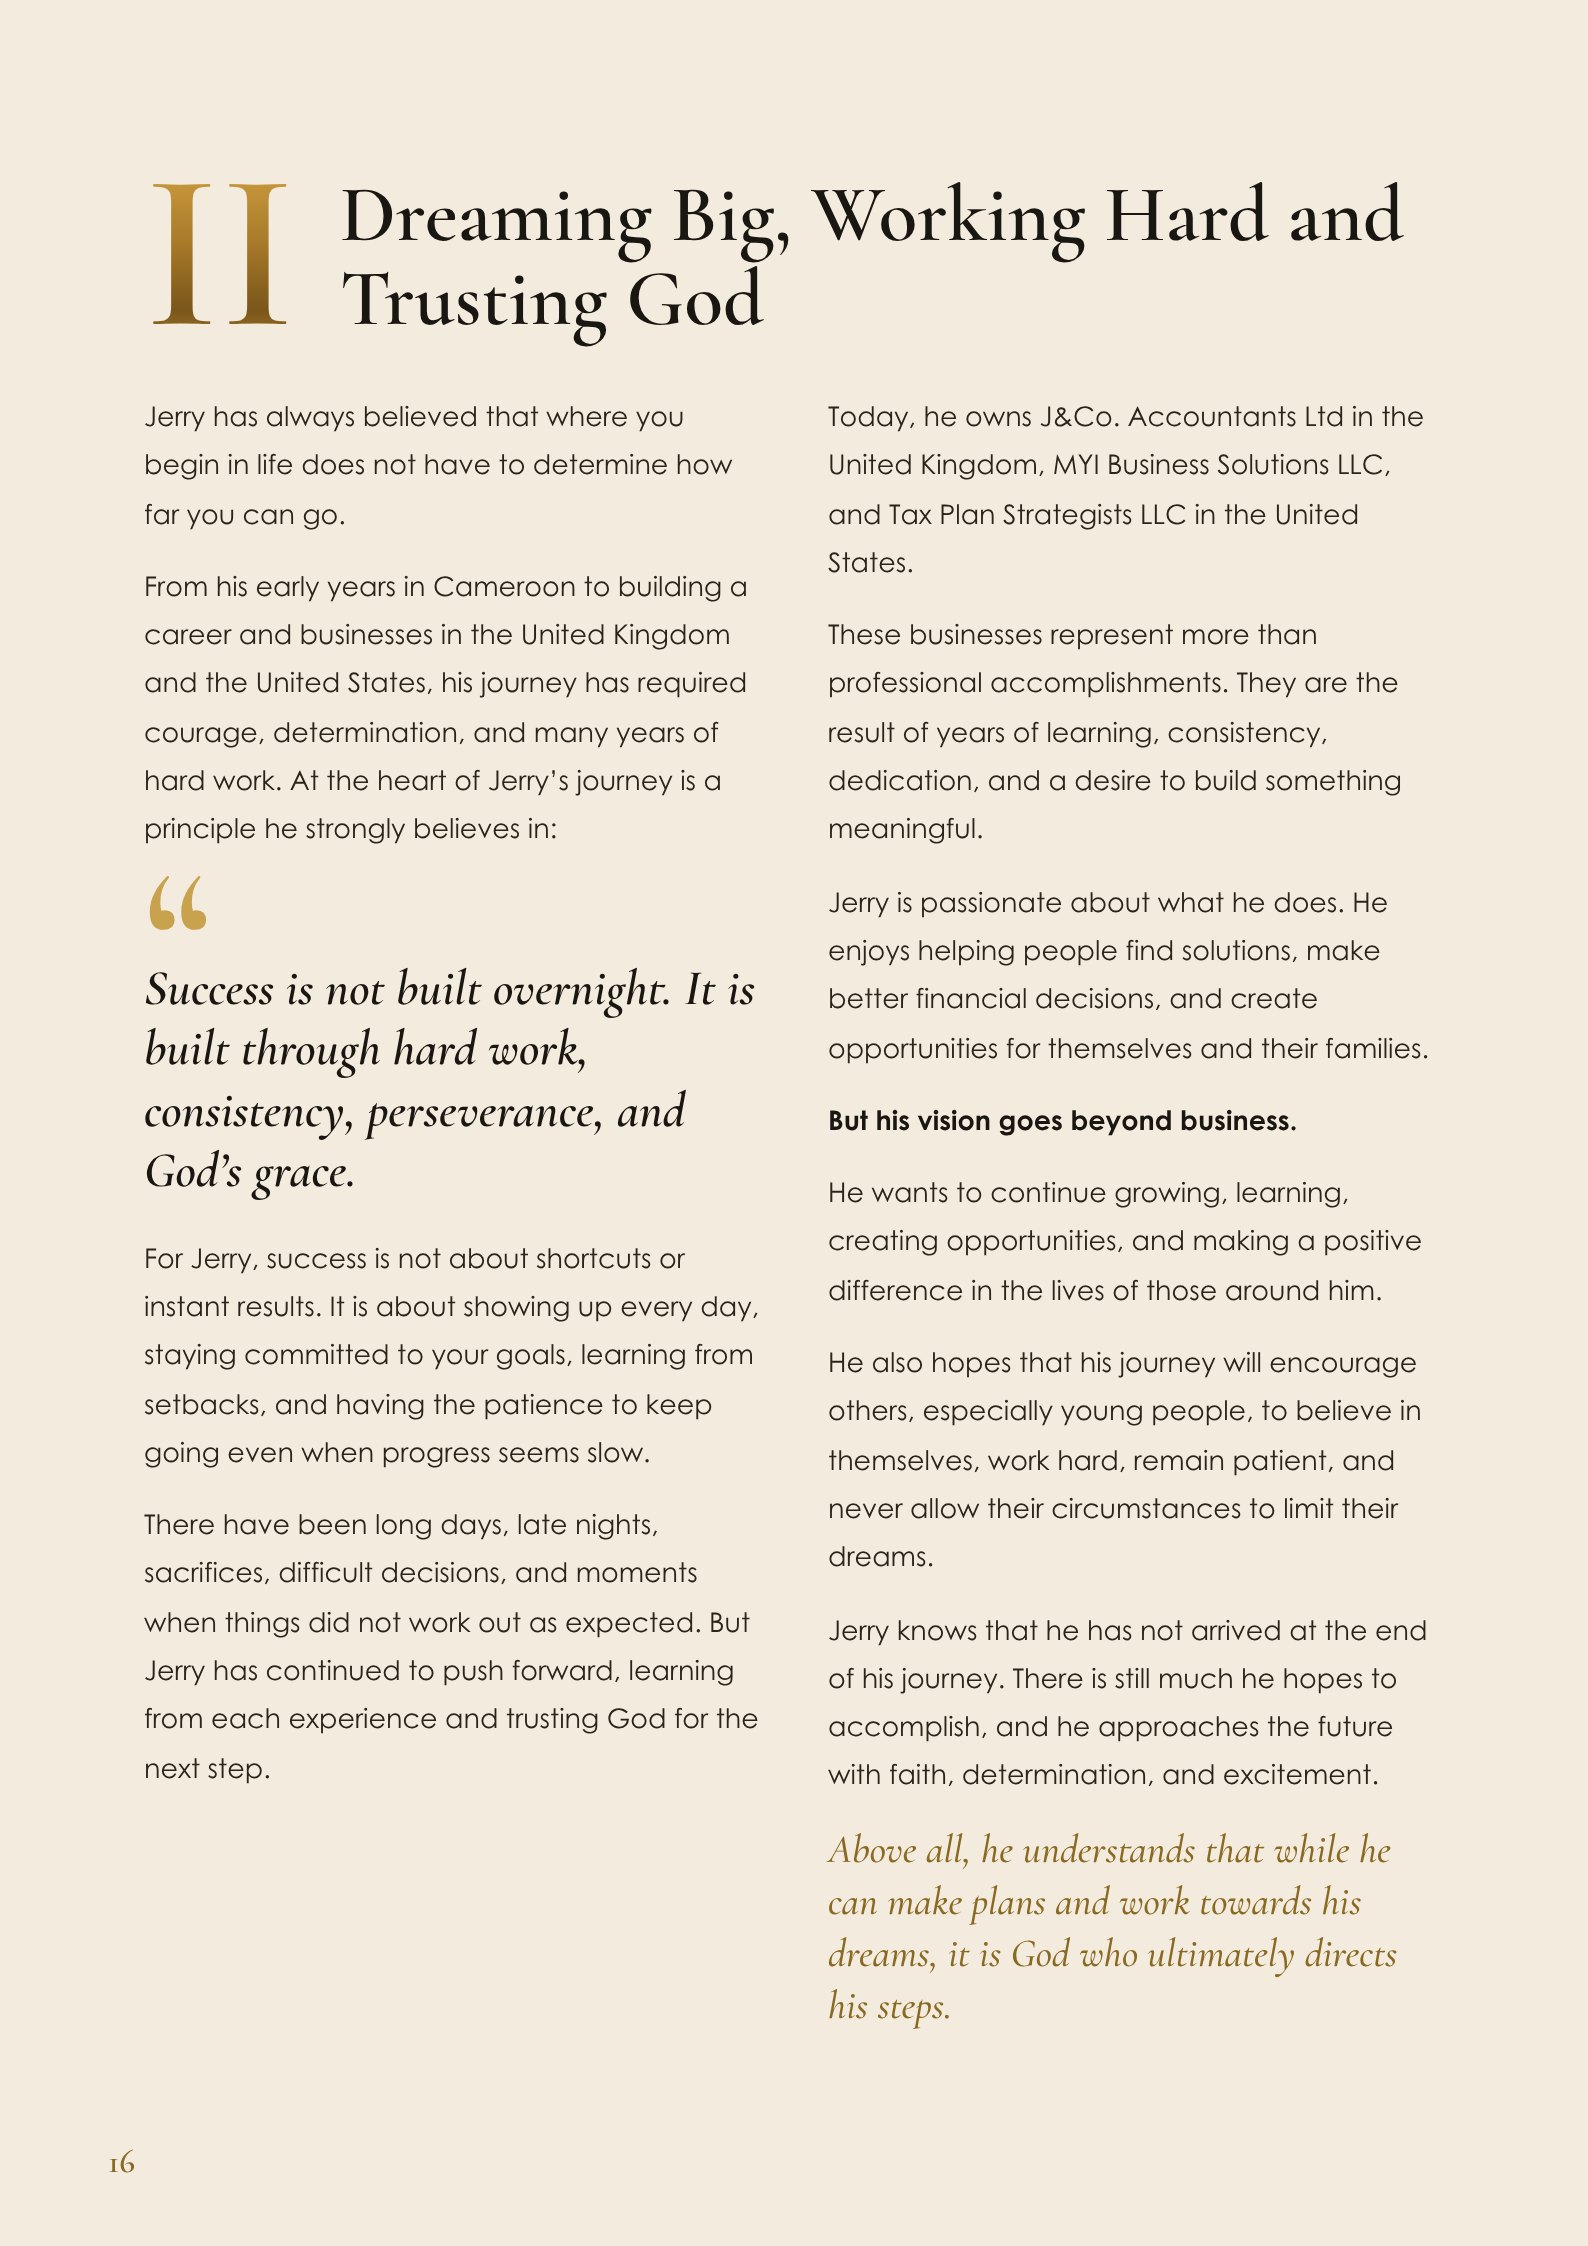 II
Dreaming Big, Working Hard and
Trusting God
Jerry has always believed that where you
begin in life does not have to determine how
far you can go.
From his early years in Cameroon to building a
career and businesses in the United Kingdom
and the United States, his journey has required
courage, determination, and many years of
hard work. At the heart of Jerry’s journey is a
principle he strongly believes in:
“
Success is not built overnight. It is
built through hard work,
consistency, perseverance, and
God’s grace.
For Jerry, success is not about shortcuts or
instant results. It is about showing up every day,
staying committed to your goals, learning from
setbacks, and having the patience to keep
going even when progress seems slow.
There have been long days, late nights,
sacrifices, difficult decisions, and moments
when things did not work out as expected. But
Jerry has continued to push forward, learning
from each experience and trusting God for the
next step.
Today, he owns J&Co. Accountants Ltd in the
United Kingdom, MYI Business Solutions LLC,
and Tax Plan Strategists LLC in the United
States.
These businesses represent more than
professional accomplishments. They are the
result of years of learning, consistency,
dedication, and a desire to build something
meaningful.
Jerry is passionate about what he does. He
enjoys helping people find solutions, make
better financial decisions, and create
opportunities for themselves and their families.
But his vision goes beyond business.
He wants to continue growing, learning,
creating opportunities, and making a positive
difference in the lives of those around him.
He also hopes that his journey will encourage
others, especially young people, to believe in
themselves, work hard, remain patient, and
never allow their circumstances to limit their
dreams.
Jerry knows that he has not arrived at the end
of his journey. There is still much he hopes to
accomplish, and he approaches the future
with faith, determination, and excitement.
Above all, he understands that while he
can make plans and work towards his
dreams, it is God who ultimately directs
his steps.
16